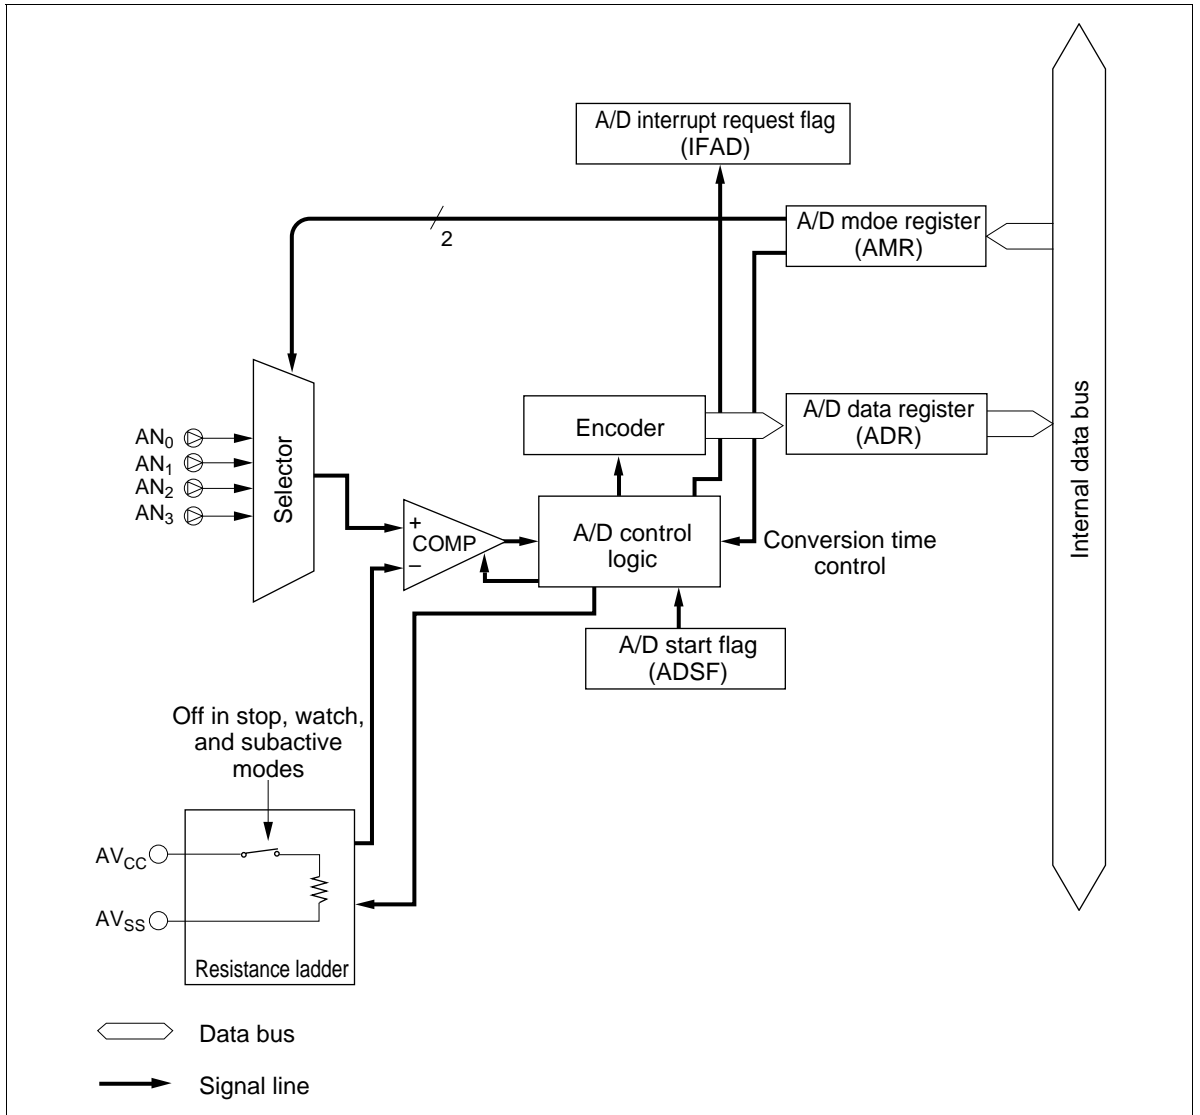 A/D interrupt request flag
(IFAD)
2
A/D mdoe register
(AMR)
Internal data bus
AN0
AN1
AN2
AN3
Selector
Encoder
A/D data register
(ADR)
+
COMP
–
A/D control
logic
Conversion time
control
A/D start flag
(ADSF)
Off in stop, watch,
and subactive
modes
AVCC
AVSS
Resistance ladder
Data bus
Signal line